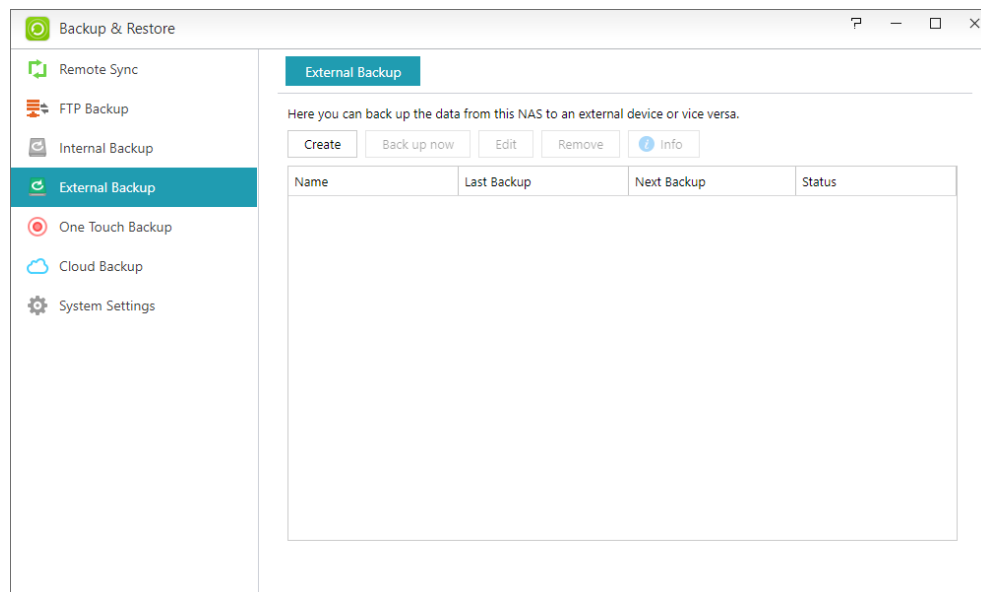 Backup & Restore
Remote Sync
FTP Backup
Internal Backup
External Backup
One Touch Backup
Cloud Backup
System Settings
External Backup
Here you can back up the data from this NAS to an external device or vice versa.
Create Back up now Edit Remove i Info
Name Last Backup Next Backup Status